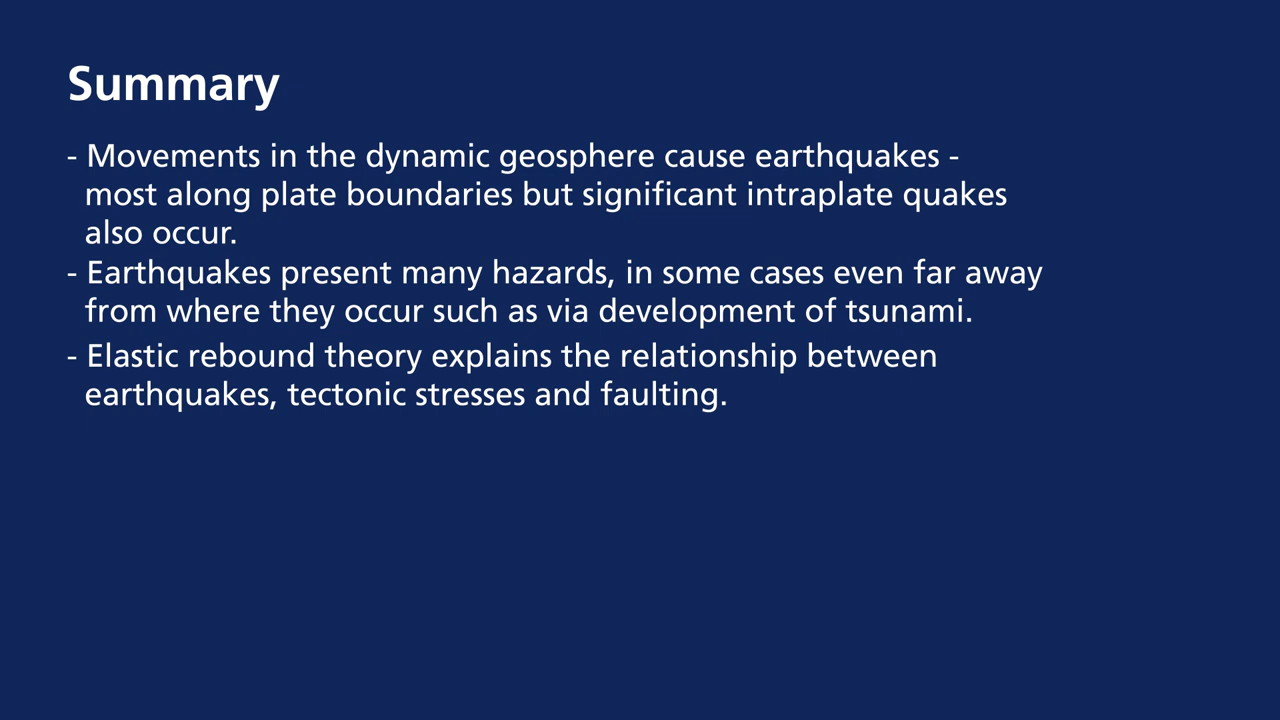 Summary
- Movements in the dynamic geosphere cause earthquakes -
most along plate boundaries but significant intraplate quakes
also occur.
- Earthquakes present many hazards, in some cases even far away
from where they occur such as via development of tsunami.
- Elastic rebound theory explains the relationship between
earthquakes, tectonic stresses and faulting.